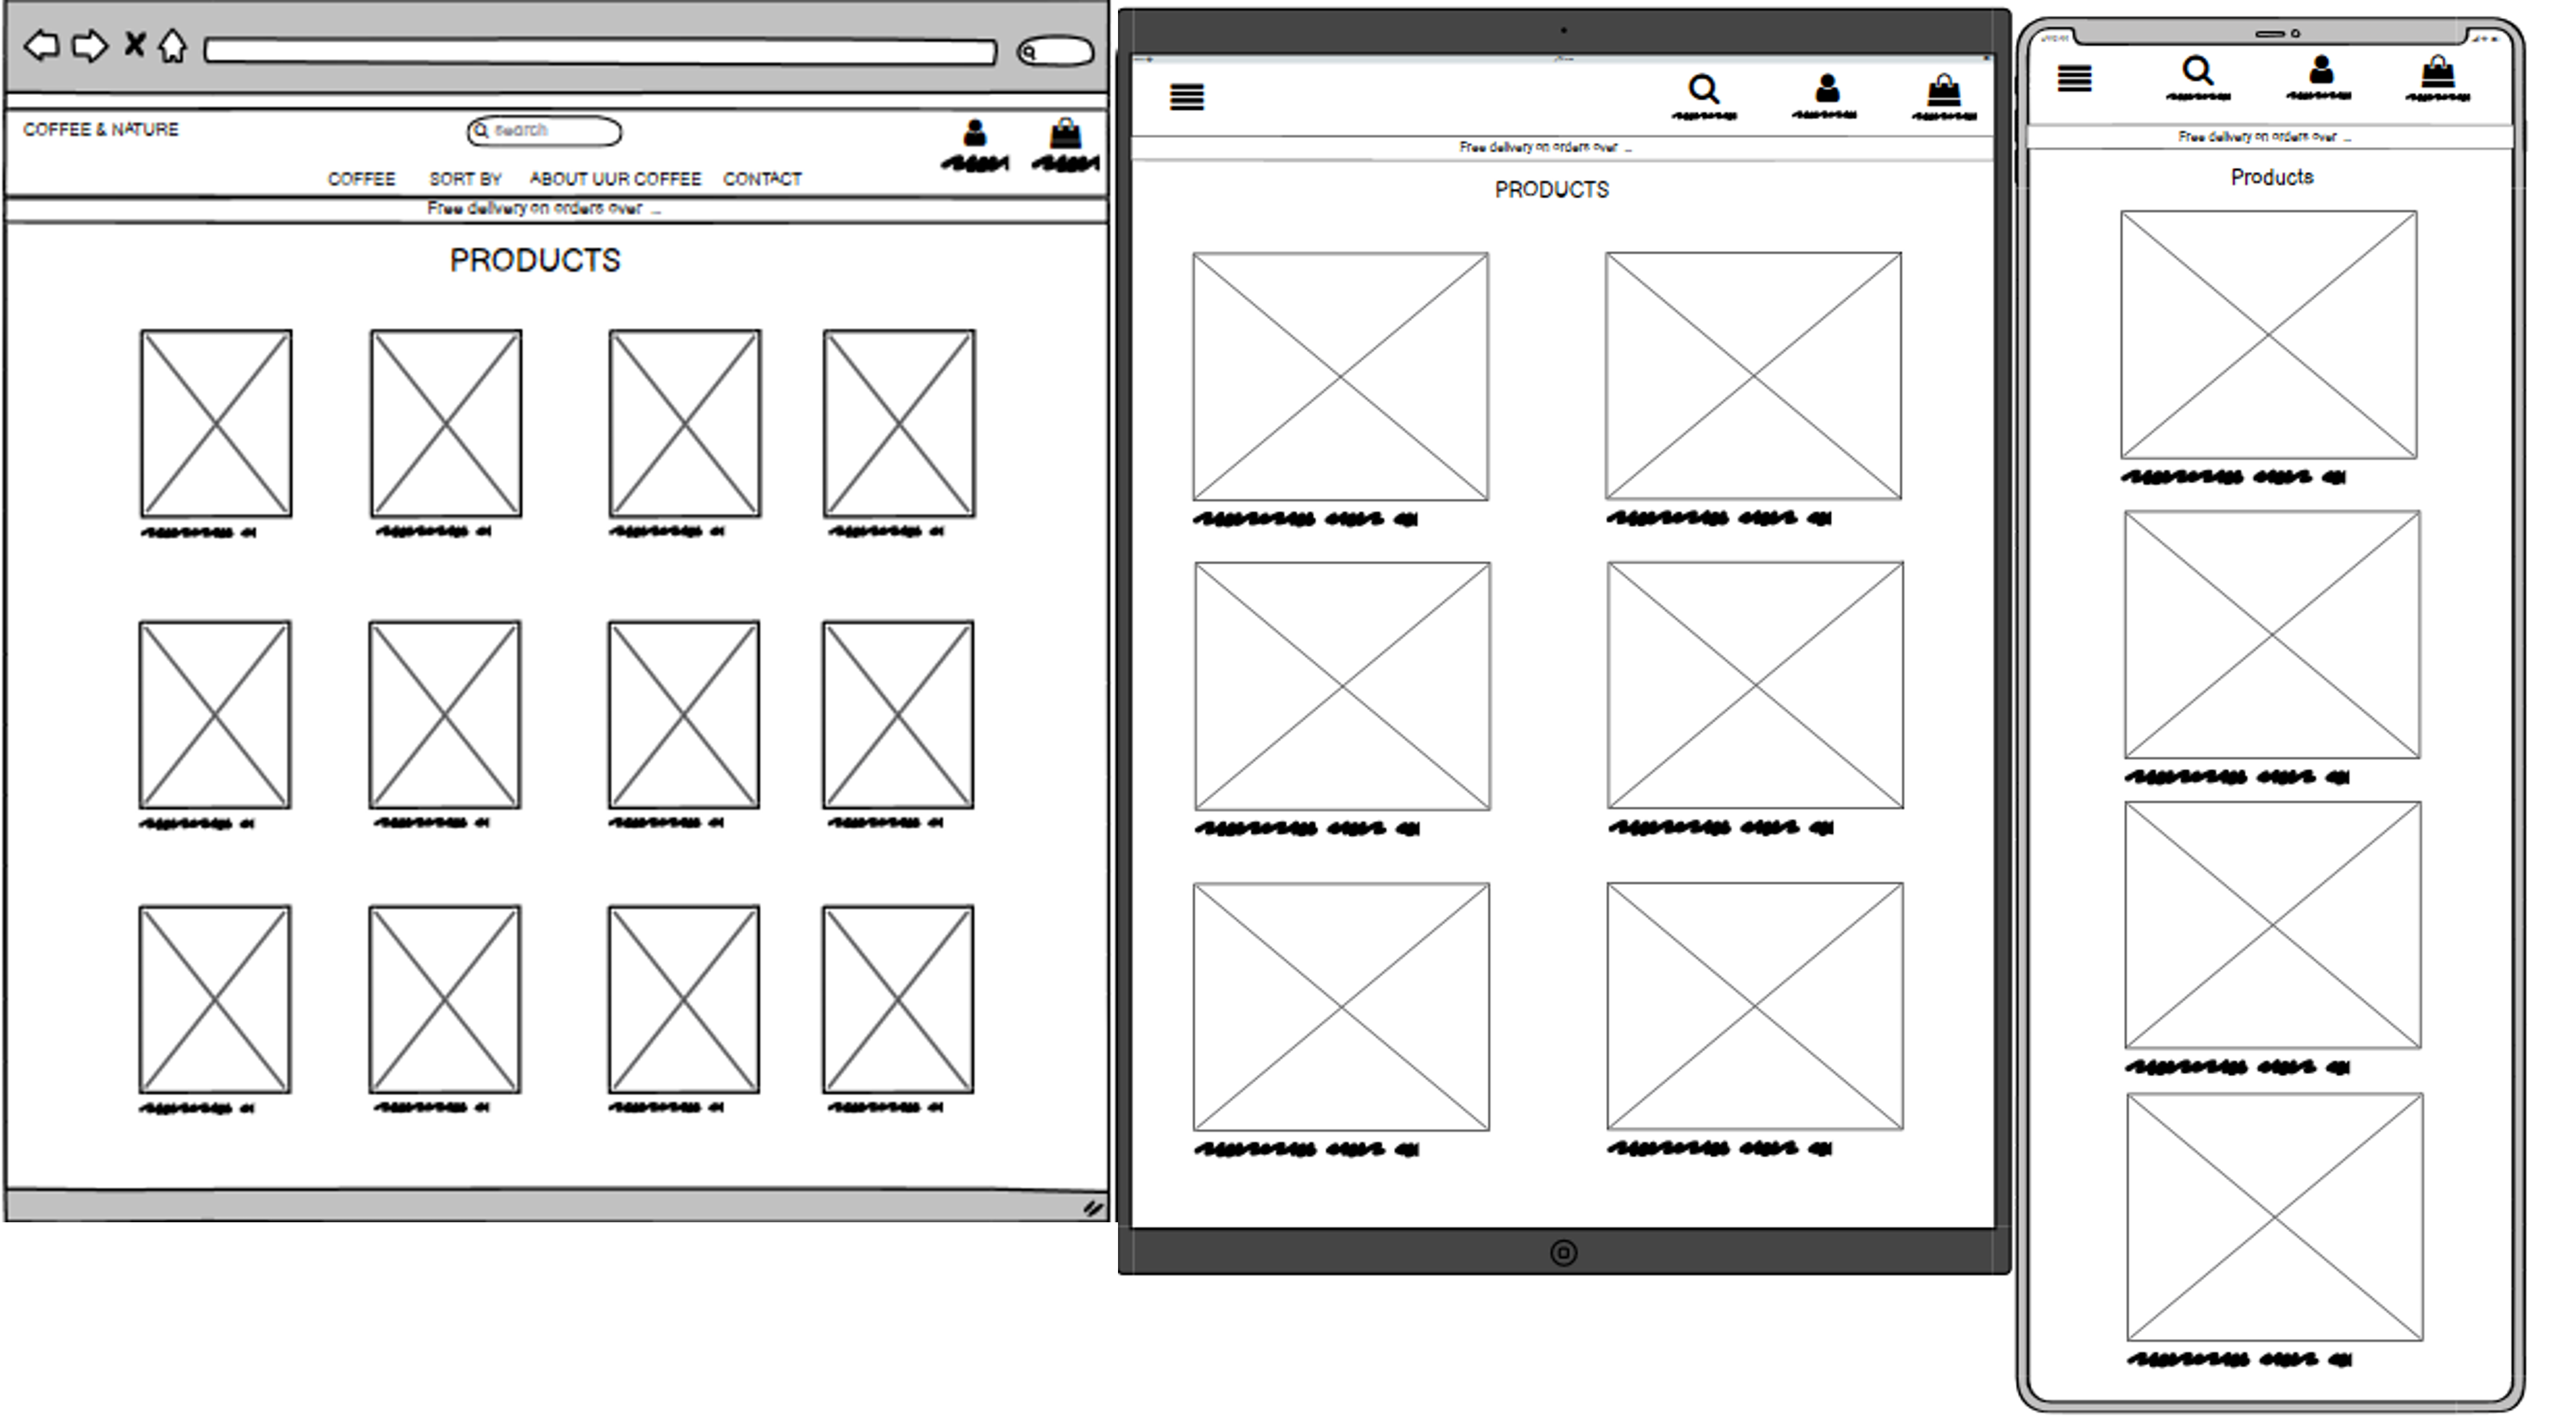 COFFEE & NATURE
search
COFFEE SORT BY ABOUT UUR COFFEE CONTACT
Free delivery on orders over ...
PRODUCTS
Free delivery on orders over ...
PRODUCTS
Free delivery on orders over ...
Products